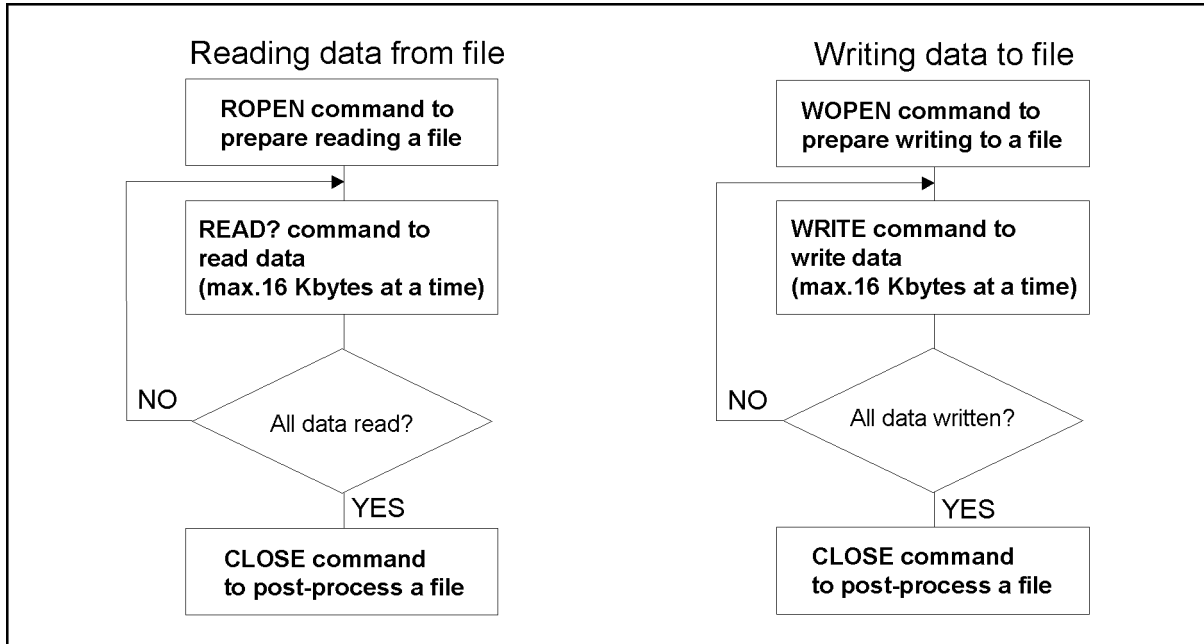 Reading data from file
ROPEN command to
prepare reading a file
READ? command to
read data
(max.16 Kbytes at a time)
NO
All data read?
YES
CLOSE command
to post-process a file
Writing data to file
WOPEN command to
prepare writing to a file
WRITE command to
write data
(max.16 Kbytes at a time)
NO
All data written?
YES
CLOSE command
to post-process a file